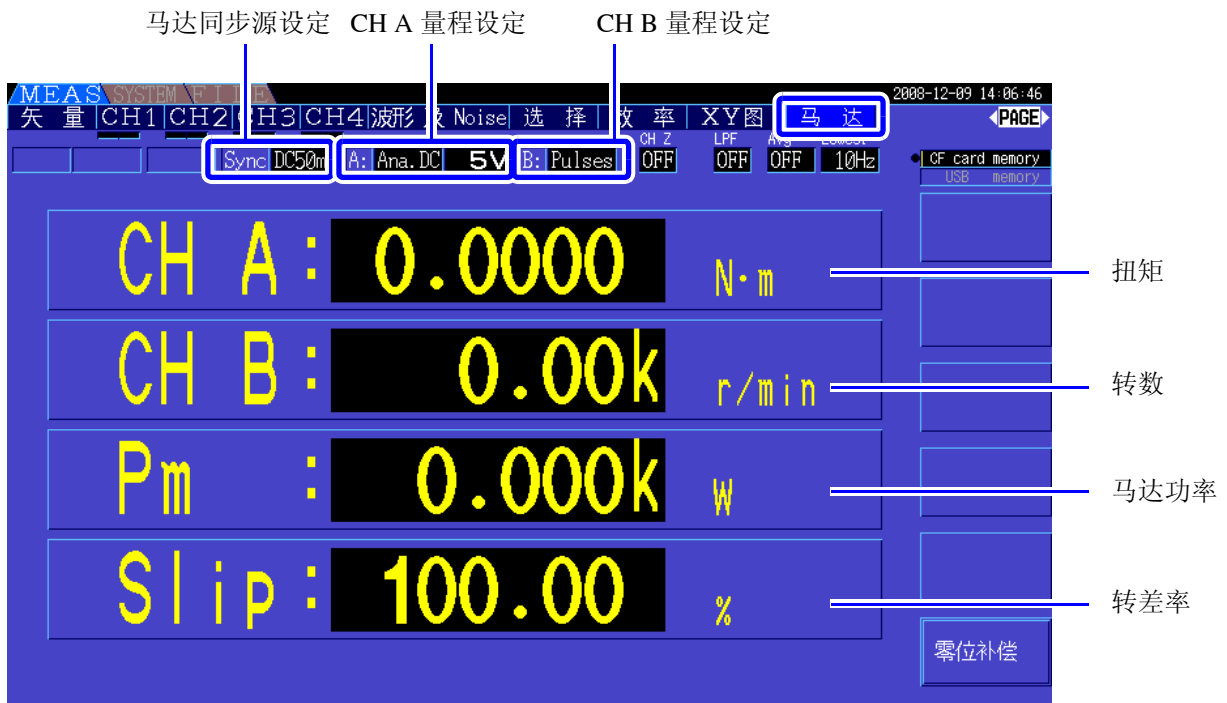 马达同步源设定 CH A 量程设定 CH B 量程设定
MEAS SYSTEM FILE 2008-12-09 14:06:46
矢量 CH1 CH2 CH3 CH4 波形 Noise 选择 效率 XY图 马达 PAGE
CH Z LPF Avg Lowest
Sync DC50m A: Ana.DC 5V B: Pulses OFF OFF OFF 10Hz CF card memory
USB memory
CH A: 0.0000 N·m 扭矩
CH B: 0.00k r/min 转数
Pm : 0.000k W 马达功率
Slip: 100.00 % 转差率
零位补偿